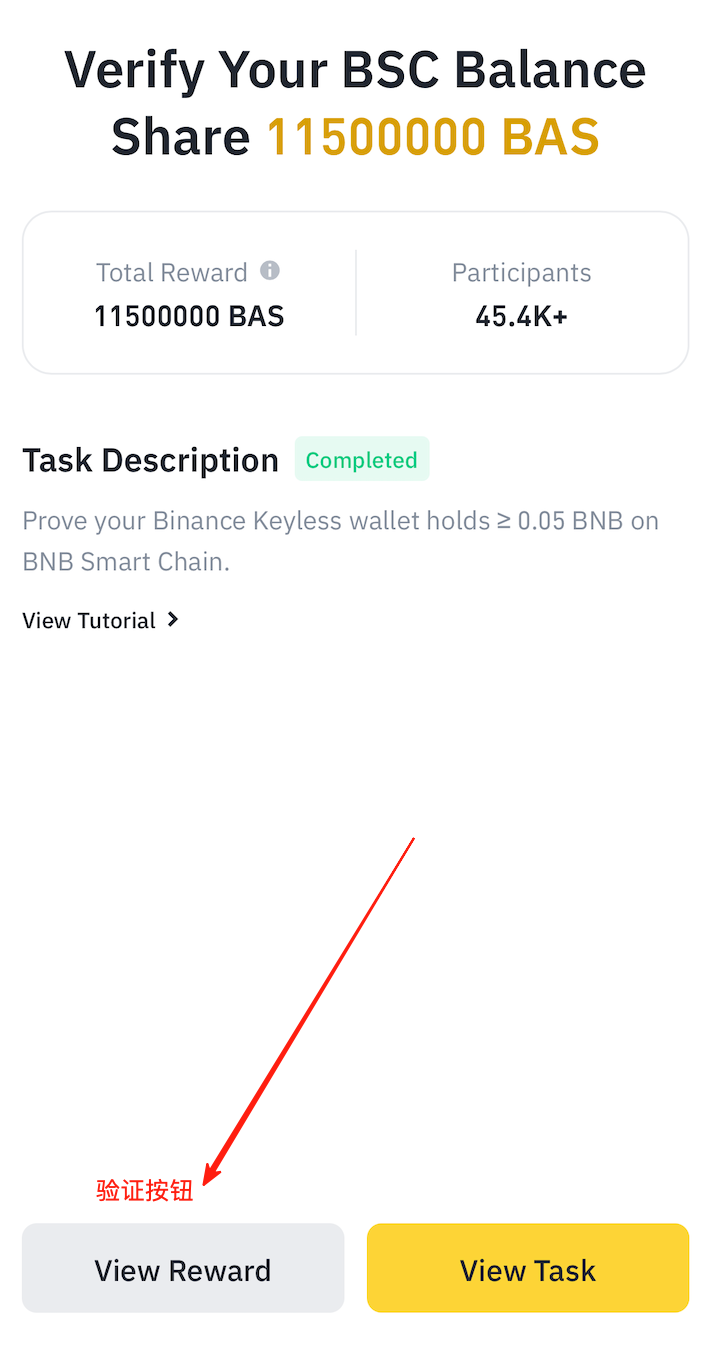 Verify Your BSC Balance
Share 11500000 BAS
Total Reward
11500000 BAS
Participants
45.4K+
Task Description Completed
Prove your Binance Keyless wallet holds ≥ 0.05 BNB on
BNB Smart Chain.
View Tutorial
验证按钮
View Reward
View Task